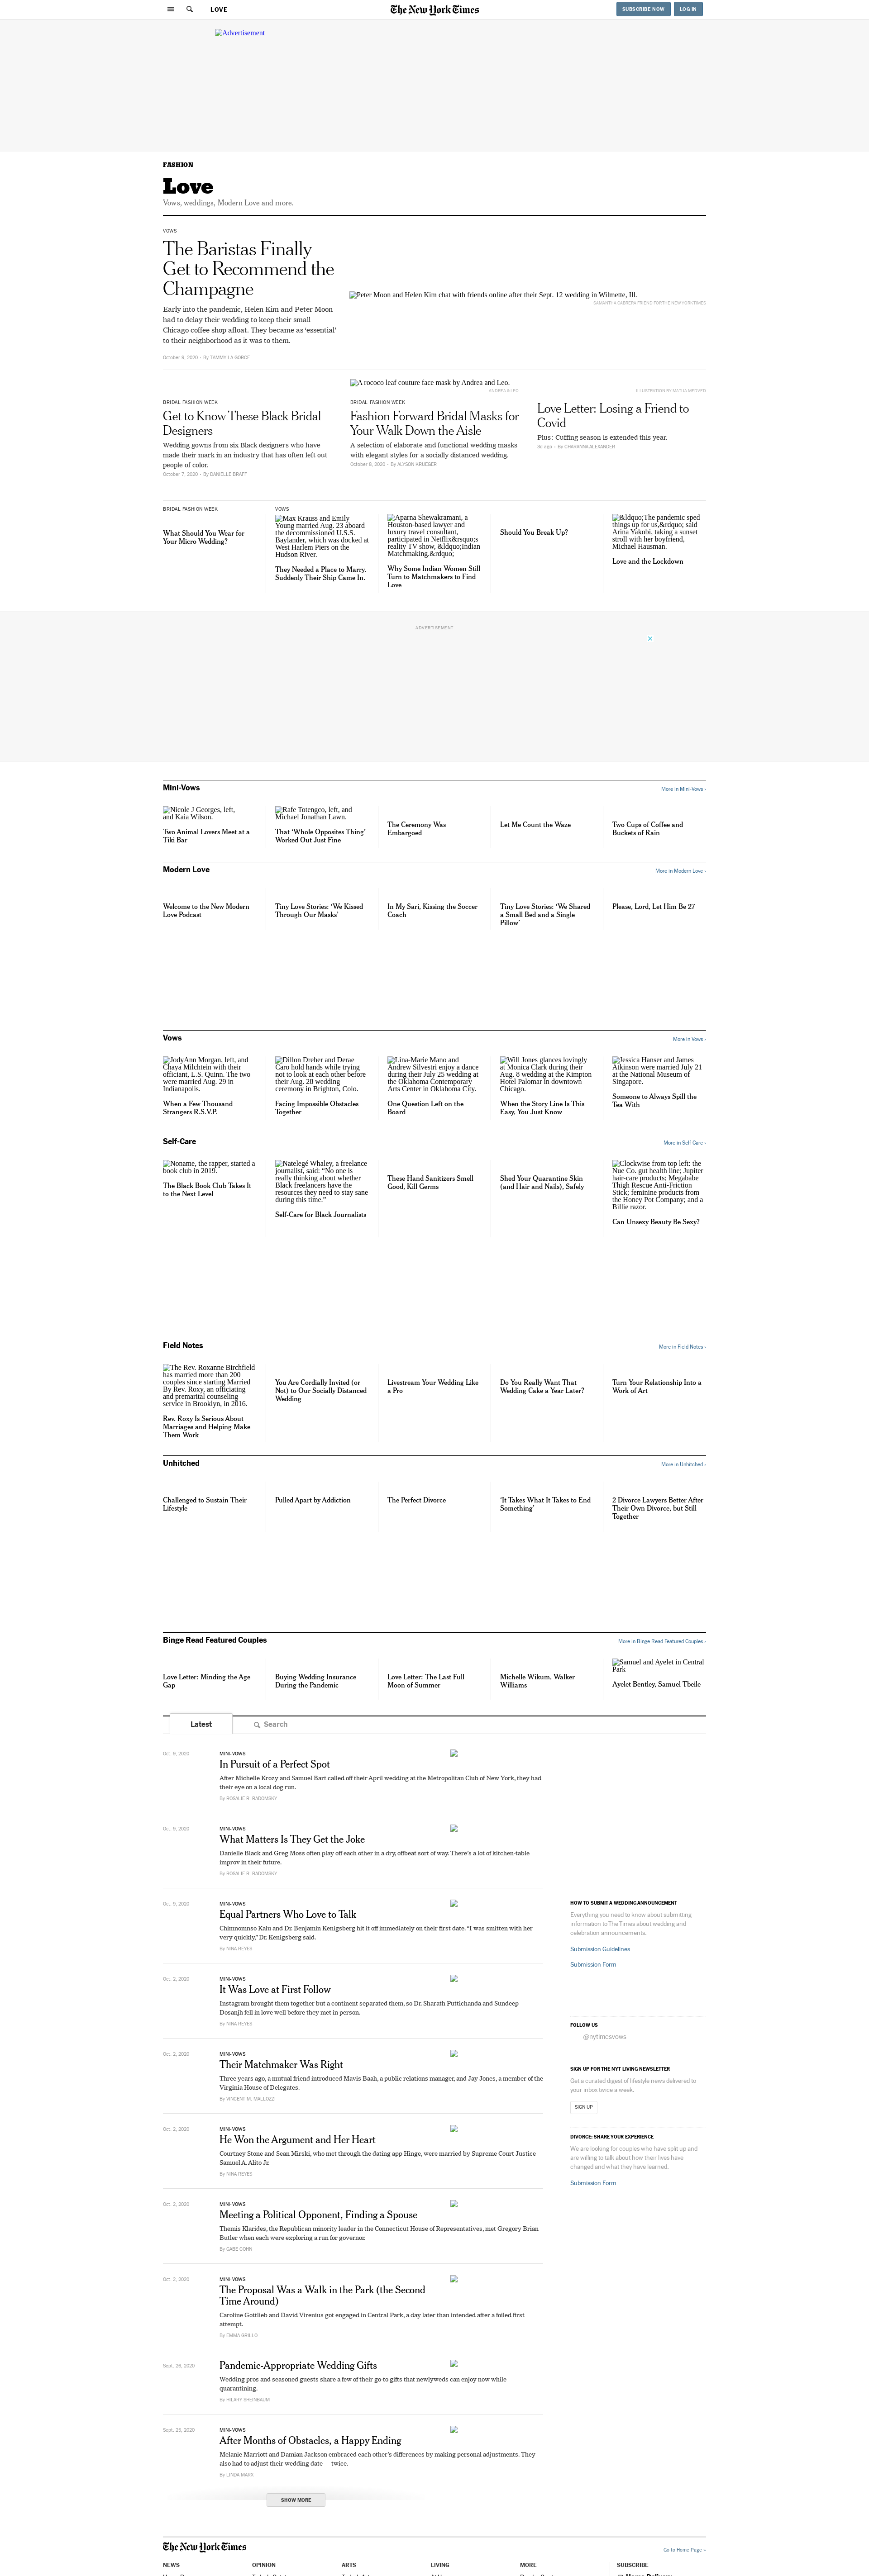 LOVE
The New York Times
SUBSCRIBE NOW
LOG IN
Advertisement
FASHION
Love
Vows, weddings, Modern Love and more.
VOWS
The Baristas Finally
Get to Recommend the
Champagne
Early into the pandemic, Helen Kim and Peter Moon
had to delay their wedding to keep their small
Chicago coffee shop afloat. They became as ‘essential’
to their neighborhood as it was to them.
October 9, 2020 - By TAMMY LA GORCE
Peter Moon and Helen Kim chat with friends online after their Sept. 12 wedding in Wilmette, Ill.
SAMANTHA CABRERA FRIEND FOR THE NEW YORK TIMES
BRIDAL FASHION WEEK
Get to Know These Black Bridal
Designers
Wedding gowns from six Black designers who have
made their mark in an industry that has often left out
people of color.
October 7, 2020 - By DANIELLE BRAFF
A rococo leaf couture face mask by Andrea and Leo.
ANDREA & LEO
BRIDAL FASHION WEEK
Fashion Forward Bridal Masks for
Your Walk Down the Aisle
A selection of elaborate and functional wedding masks
with elegant styles for a socially distanced wedding.
October 8, 2020 - By ALYSON KRUEGER
ILLUSTRATION BY NATHA MEDVED
Love Letter: Losing a Friend to
Covid
Plus: Cuffing season is extended this year.
9d ago - By CHARANNA ALEXANDER
BRIDAL FASHION WEEK
What Should You Wear for
Your Micro Wedding?
VOWS
Max Krauss and Emily
Young married Aug. 23 aboard
the decommissioned U.S.S.
Baylander, which was docked at
West Harlem Piers on the
Hudson River.
They Needed a Place to Marry.
Suddenly Their Ship Came In.
Aparna Shewakramani, a
Houston-based lawyer and
luxury travel consultant,
participated in Netflix&rsquo;s
reality TV show, &ldquo;Indian
Matchmaking.&rdquo;
Why Some Indian Women Still
Turn to Matchmakers to Find
Love
Should You Break Up?
&ldquo;The pandemic sped
things up for us,&rdquo; said
Arina Yakobi, taking a sunset
stroll with her boyfriend,
Michael Hausman.
Love and the Lockdown
ADVERTISEMENT
Mini-Vows
More in Mini-Vows ›
Nicole J Georges, left,
and Kaia Wilson.
Two Animal Lovers Meet at a
Tiki Bar
Rafe Totengco, left, and
Michael Jonathan Lawn.
That ‘Whole Opposites Thing’
Worked Out Just Fine
The Ceremony Was
Embargoed
Let Me Count the Waze
Two Cups of Coffee and
Buckets of Rain
Modern Love
More in Modern Love ›
Welcome to the New Modern
Love Podcast
Tiny Love Stories: ‘We Kissed
Through Our Masks’
In My Sari, Kissing the Soccer
Coach
Tiny Love Stories: ‘We Shared
a Small Bed and a Single
Pillow’
Please, Lord, Let Him Be 27
Vows
More in Vows ›
JodyAnn Morgan, left, and
Chaya Milchtein with their
officiant, L.S. Quinn. The two
were married Aug. 29 in
Indianapolis.
When a Few Thousand
Strangers R.S.V.P.
Dillon Dreher and Derae
Caro hold hands while trying
not to look at each other before
their Aug. 28 wedding
ceremony in Brighton, Colo.
Facing Impossible Obstacles
Together
Lina-Marie Mano and
Andrew Silvestri enjoy a dance
during their July 25 wedding at
the Oklahoma Contemporary
Arts Center in Oklahoma City.
One Question Left on the
Board
Will Jones glances lovingly
at Monica Clark during their
Aug. 8 wedding at the Kimpton
Hotel Palomar in downtown
Chicago.
When the Story Line Is This
Easy, You Just Know
Jessica Hanser and James
Atkinson were married July 21
at the National Museum of
Singapore.
Someone to Always Spill the
Tea With
Self-Care
More in Self-Care ›
Noname, the rapper, started a
book club in 2019.
The Black Book Club Takes It
to the Next Level
Natelegé Whaley, a freelance
journalist, said: “No one is
really thinking about whether
Black freelancers have the
resources they need to stay sane
during this time.”
Self-Care for Black Journalists
These Hand Sanitizers Smell
Good, Kill Germs
Shed Your Quarantine Skin
(and Hair and Nails), Safely
Clockwise from top left: the
Nue Co. gut health line; Jupiter
hair-care products; Megababe
Thigh Rescue Anti-Friction
Stick; feminine products from
the Honey Pot Company; and a
Billie razor.
Can Unsexy Beauty Be Sexy?
Field Notes
More in Field Notes ›
The Rev. Roxanne Birchfield
has married more than 200
couples since starting Married
By Rev. Roxy, an officiating
and premarital counseling
service in Brooklyn, in 2016.
Rev. Roxy Is Serious About
Marriages and Helping Make
Them Work
You Are Cordially Invited (or
Not) to Our Socially Distanced
Wedding
Livestream Your Wedding Like
a Pro
Do You Really Want That
Wedding Cake a Year Later?
Turn Your Relationship Into a
Work of Art
Unhitched
More in Unhitched ›
Challenged to Sustain Their
Lifestyle
Pulled Apart by Addiction
The Perfect Divorce
‘It Takes What It Takes to End
Something’
2 Divorce Lawyers Better After
Their Own Divorce, but Still
Together
Binge Read Featured Couples
More in Binge Read Featured Couples ›
Love Letter: Minding the Age
Gap
Buying Wedding Insurance
During the Pandemic
Love Letter: The Last Full
Moon of Summer
Michelle Wikum, Walker
Williams
Samuel and Ayelet in Central
Park
Ayelet Bentley, Samuel Tbeile
Latest
Search
Oct. 9, 2020
MINI-VOWS
In Pursuit of a Perfect Spot
After Michelle Krozy and Samuel Bart called off their April wedding at the Metropolitan Club of New York, they had
their eye on a local dog run.
By ROSALIE R. RADOMSKY
Oct. 9, 2020
MINI-VOWS
What Matters Is They Get the Joke
Danielle Black and Greg Moss often play off each other in a dry, offbeat sort of way. There’s a lot of kitchen-table
improv in their future.
By ROSALIE R. RADOMSKY
Oct. 9, 2020
MINI-VOWS
Equal Partners Who Love to Talk
Chimnomnso Kalu and Dr. Benjamin Kenigsberg hit it off immediately on their first date. “I was smitten with her
very quickly,” Dr. Kenigsberg said.
By NINA REYES
Oct. 2, 2020
MINI-VOWS
It Was Love at First Follow
Instagram brought them together but a continent separated them, so Dr. Sharath Puttichanda and Sundeep
Dosanjh fell in love well before they met in person.
By NINA REYES
Oct. 2, 2020
MINI-VOWS
Their Matchmaker Was Right
Three years ago, a mutual friend introduced Mavis Baah, a public relations manager, and Jay Jones, a member of the
Virginia House of Delegates.
By VINCENT M. MALLOZZI
Oct. 2, 2020
MINI-VOWS
He Won the Argument and Her Heart
Courtney Stone and Sean Mirski, who met through the dating app Hinge, were married by Supreme Court Justice
Samuel A. Alito Jr.
By NINA REYES
Oct. 2, 2020
MINI-VOWS
Meeting a Political Opponent, Finding a Spouse
Themis Klarides, the Republican minority leader in the Connecticut House of Representatives, met Gregory Brian
Butler when each were exploring a run for governor.
By GABE COHN
Oct. 2, 2020
MINI-VOWS
The Proposal Was a Walk in the Park (the Second
Time Around)
Caroline Gottlieb and David Virenius got engaged in Central Park, a day later than intended after a foiled first
attempt.
By EMMA GRILLO
Sept. 26, 2020
Pandemic-Appropriate Wedding Gifts
Wedding pros and seasoned guests share a few of their go-to gifts that newlyweds can enjoy now while
quarantining.
By HILARY SHEINBAUM
Sept. 25, 2020
MINI-VOWS
After Months of Obstacles, a Happy Ending
Melanie Marriott and Damian Jackson embraced each other’s differences by making personal adjustments. They
also had to adjust their wedding date — twice.
By LINDA MARX
SHOW MORE
HOW TO SUBMIT A WEDDING ANNOUNCEMENT
Everything you need to know about submitting
information to The Times about wedding and
celebration announcements.
Submission Guidelines
Submission Form
FOLLOW US
@nytimesvows
SIGN UP FOR THE NYT LIVING NEWSLETTER
Get a curated digest of lifestyle news delivered to
your inbox twice a week.
SIGN UP
DIVORCE: SHARE YOUR EXPERIENCE
We are looking for couples who have split up and
are willing to talk about how their lives have
changed and what they have learned.
Submission Form
The New York Times
Go to Home Page »
NEWS
OPINION
ARTS
LIVING
MORE
SUBSCRIBE